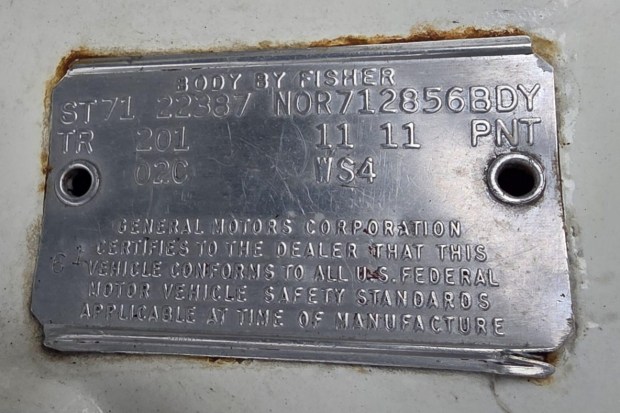 BODY BY FISHER
ST71 22387 NOR712856BDY
TR 201 11 11 PNT
02C WS4
GENERAL MOTORS CORPORATION
CERTIFIES TO THE DEALER THAT THIS
VEHICLE CONFORMS TO ALL U.S. FEDERAL
MOTOR VEHICLE SAFETY STANDARDS
APPLICABLE AT TIME OF MANUFACTURE